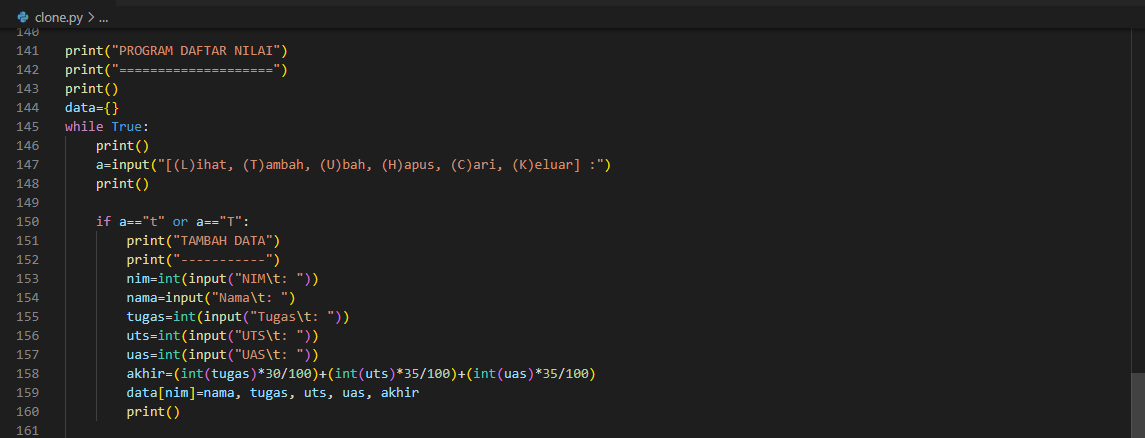 clone.py > ...
140
141 print("PROGRAM DAFTAR NILAI")
142 print("====================")
143 print()
144 data={}
145 while True:
146     print()
147     a=input("[(L)ihat, (T)ambah, (U)bah, (H)apus, (C)ari, (K)eluar] :")
148     print()
149
150     if a=="t" or a=="T":
151         print("TAMBAH DATA")
152         print("-----------")
153         nim=int(input("NIM\t: "))
154         nama=input("Nama\t: ")
155         tugas=int(input("Tugas\t: "))
156         uts=int(input("UTS\t: "))
157         uas=int(input("UAS\t: "))
158         akhir=(int(tugas)*30/100)+(int(uts)*35/100)+(int(uas)*35/100)
159         data[nim]=nama, tugas, uts, uas, akhir
160         print()
161